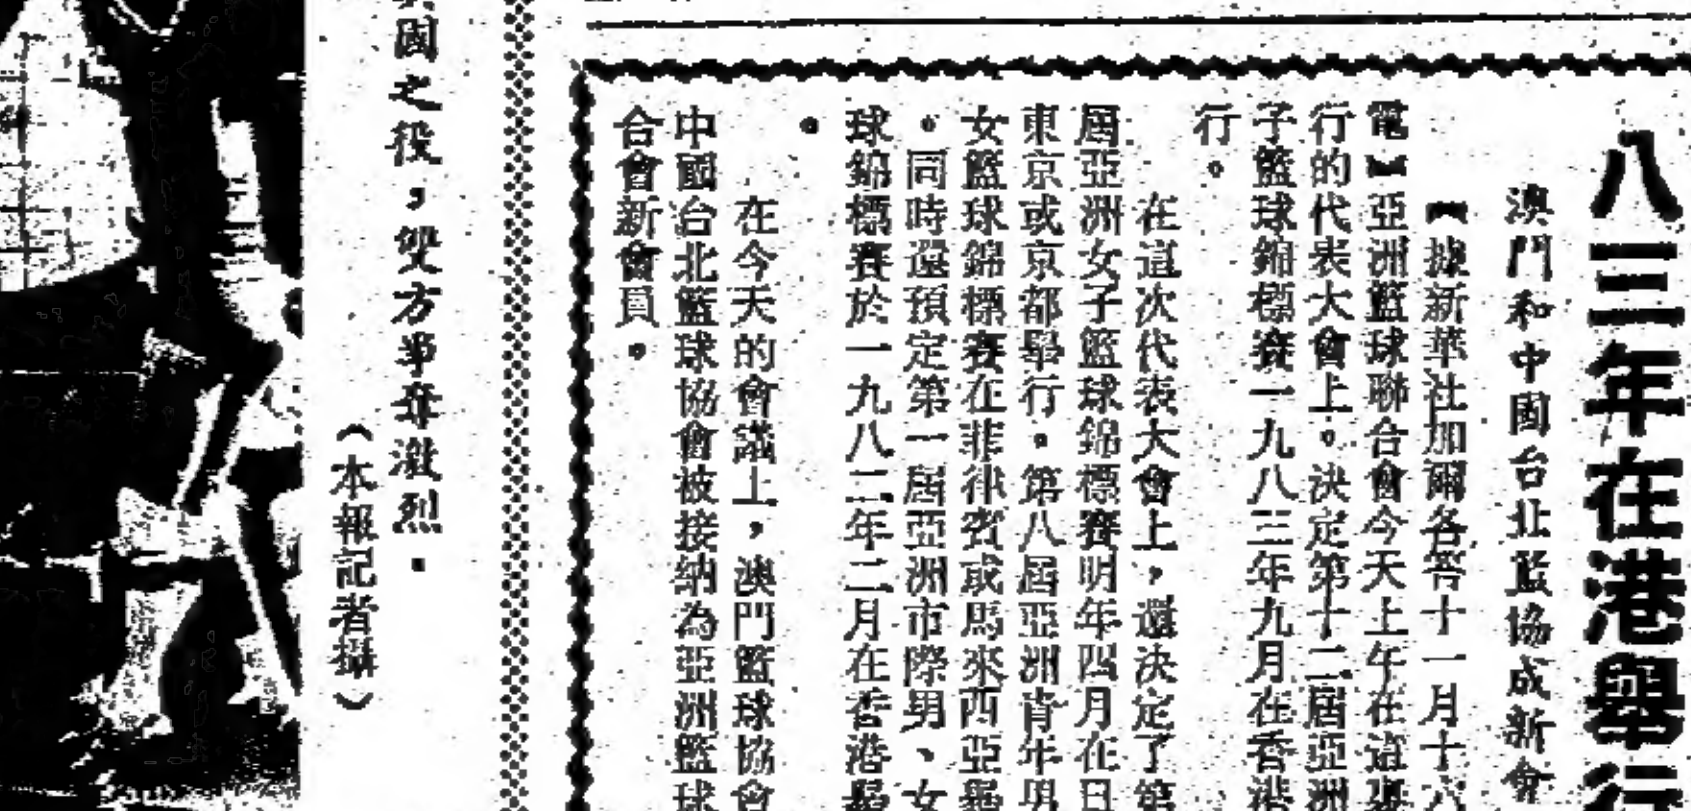 八三年在港舉行
澳門和中國台北籃協成新會
【據新華社加爾各答十一月十八
電】亞洲籃球聯合會今天上午在這裏
行的代表大會上。決定第十二屆亞洲
子籃球錦標賽一九八三年九月在香港
行。
在這次代表大會上，還決定了第
屆亞洲女子籃球錦標賽明年四月在日
東京或京都舉行。第八屆亞洲青年男
女籃球錦標賽在菲律賓或馬來西亞舉
。同時還預定第一屆亞洲市際男、女
球錦標賽於一九八二年二月在香港舉
。
在今天的會議上，澳門籃球協會
中國台北籃球協會被接納為亞洲籃球
合會新會員。
國之役，雙方爭奪激烈。
（本報記者攝）